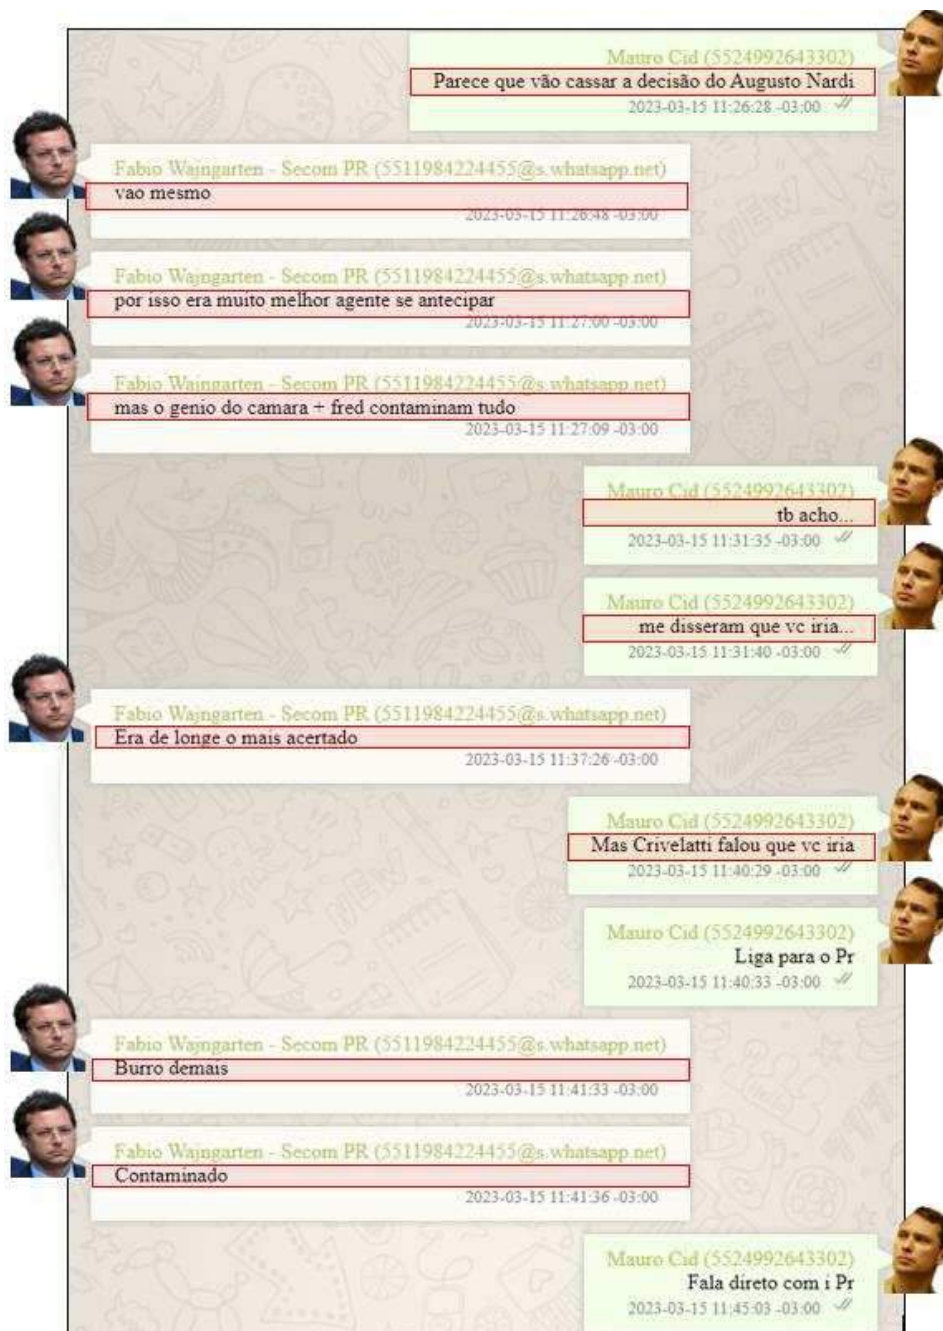 Mauro Cid (5524992643302)
Parece que vão cassar a decisão do Augusto Nardi
2023-03-15 11:26:28 -03:00
Fabio Wajngarten - Secom PR (5511984224455@s.whatsapp.net)
vao mesmo
2023-03-15 11:26:48 -03:00
Fabio Wajngarten - Secom PR (5511984224455@s.whatsapp.net)
por isso era muito melhor agente se antecipar
2023-03-15 11:27:00 -03:00
Fabio Wajngarten - Secom PR (5511984224455@s.whatsapp.net)
mas o genio do camara + fred contaminam tudo
2023-03-15 11:27:09 -03:00
Mauro Cid (5524992643302)
tb acho...
2023-03-15 11:31:35 -03:00
Mauro Cid (5524992643302)
me disseram que vc iria...
2023-03-15 11:31:40 -03:00
Fabio Wajngarten - Secom PR (5511984224455@s.whatsapp.net)
Era de longe o mais acertado
2023-03-15 11:37:26 -03:00
Mauro Cid (5524992643302)
Mas Crivelatti falou que vc iria
2023-03-15 11:40:29 -03:00
Mauro Cid (5524992643302)
Liga para o Pr
2023-03-15 11:40:33 -03:00
Fabio Wajngarten - Secom PR (5511984224455@s.whatsapp.net)
Burro demais
2023-03-15 11:41:33 -03:00
Fabio Wajngarten - Secom PR (5511984224455@s.whatsapp.net)
Contaminado
2023-03-15 11:41:36 -03:00
Mauro Cid (5524992643302)
Fala direto com i Pr
2023-03-15 11:45:03 -03:00